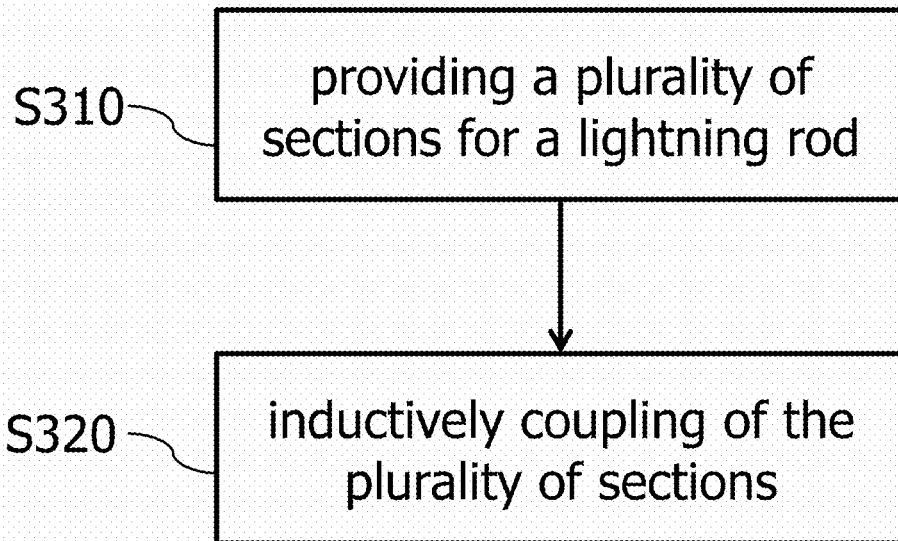 S310
providing a plurality of
sections for a lightning rod
S320
inductively coupling of the
plurality of sections